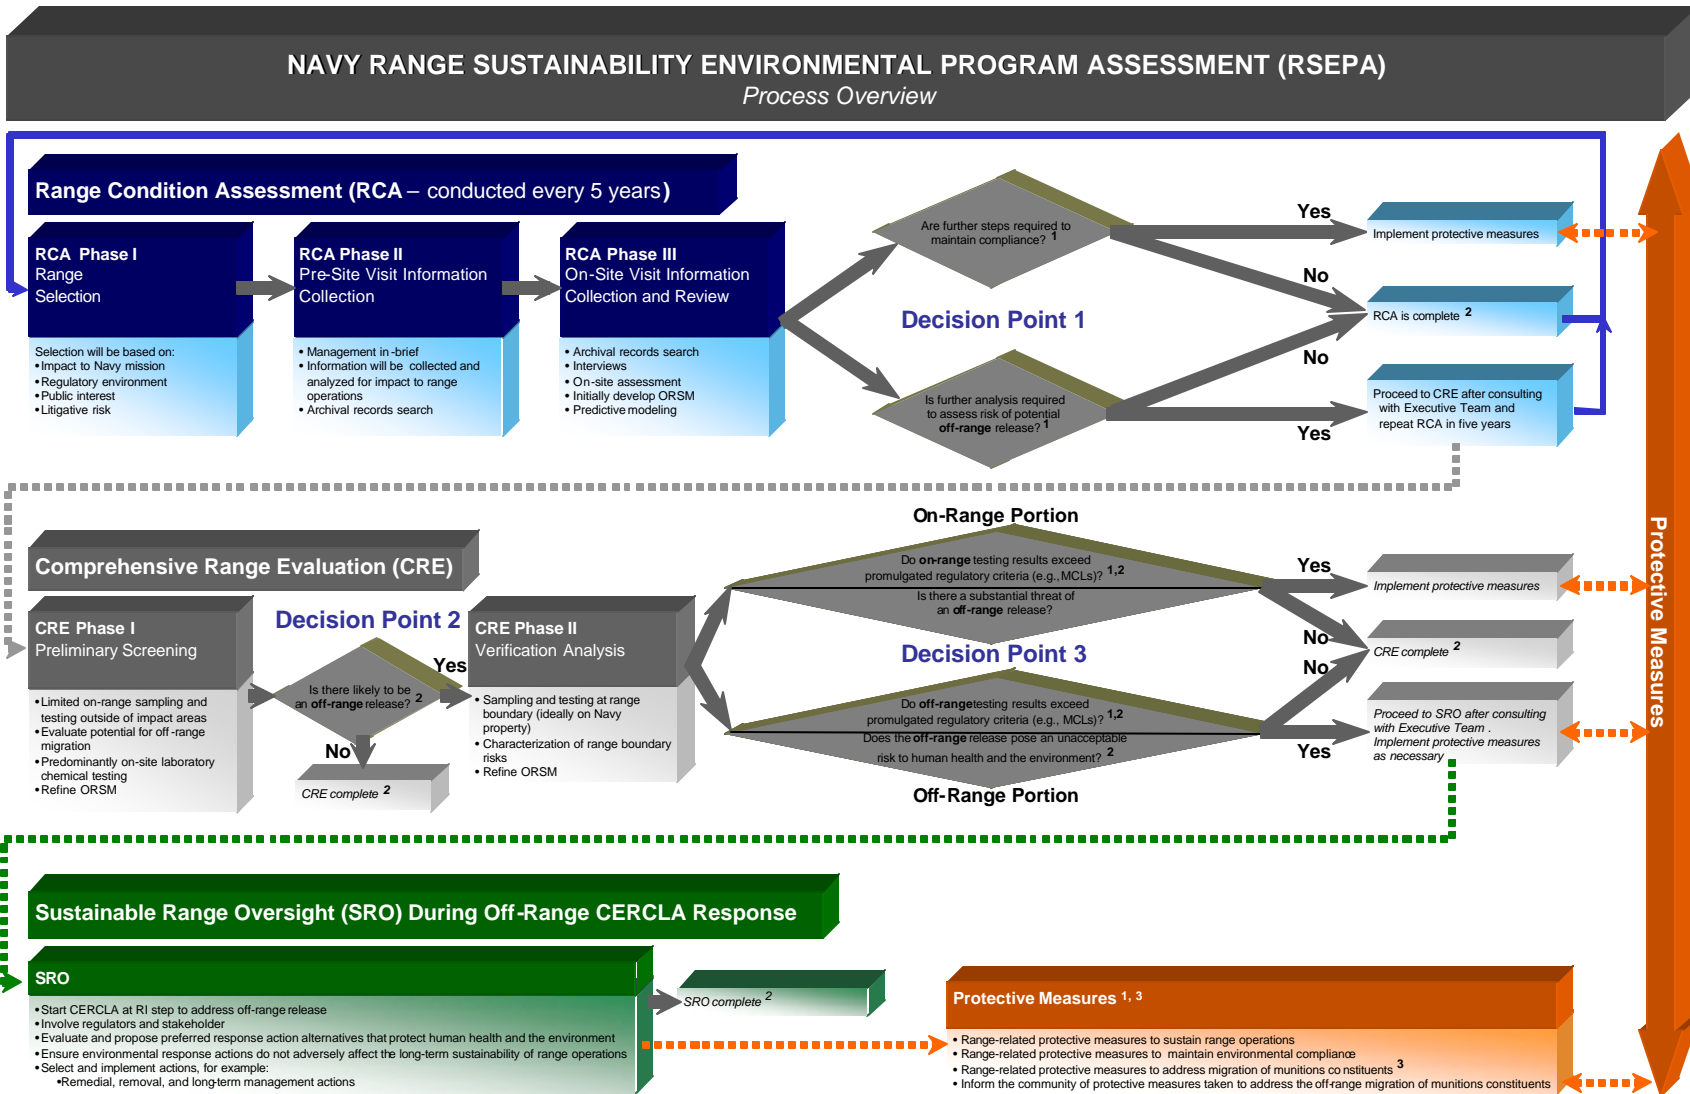 NAVY RANGE SUSTAINABILITY ENVIRONMENTAL PROGRAM ASSESSMENT (RSEPA)
Process Overview
Range Condition Assessment (RCA – conducted every 5 years)
RCA Phase I
Range
Selection
Selection will be based on:
•Impact to Navy mission
•Regulatory environment
•Public interest
•Litigative risk
RCA Phase II
Pre-Site Visit Information
Collection
• Management in-brief
• Information will be collected and
analyzed for impact to range
operations
• Archival records search
RCA Phase III
On-Site Visit Information
Collection and Review
• Archival records search
• Interviews
• On-site assessment
• Initially develop ORSM
• Predictive modeling
Are further steps required to
maintain compliance? 1
Decision Point 1
Is further analysis required
to assess risk of potential
off-range release? 1
Yes
No
No
Yes
Implement protective measures
RCA is complete 2
Proceed to CRE after consulting
with Executive Team and
repeat RCA in five years
Protective Measures
Comprehensive Range Evaluation (CRE)
CRE Phase I
Preliminary Screening
•Limited on-range sampling and
testing outside of impact areas
•Evaluate potential for off-range
migration
•Predominantly on-site laboratory
chemical testing
•Refine ORSM
Decision Point 2
Is there likely to be
an off-range release? 2
Yes
No
CRE complete 2
CRE Phase II
Verification Analysis
• Sampling and testing at range
boundary (ideally on Navy
property)
• Characterization of range boundary
risks
• Refine ORSM
On-Range Portion
Do on-range testing results exceed
promulgated regulatory criteria (e.g., MCLs)? 1,2
Is there a substantial threat of
an off-range release?
Decision Point 3
Do off-range testing results exceed
promulgated regulatory criteria (e.g., MCLs)? 1,2
Does the off-range release pose an unacceptable
risk to human health and the environment? 2
Off-Range Portion
Yes
No
No
Yes
Implement protective measures
CRE complete 2
Proceed to SRO after consulting
with Executive Team .
Implement protective measures
as necessary
Sustainable Range Oversight (SRO) During Off-Range CERCLA Response
SRO
•Start CERCLA at RI step to address off-range release
•Involve regulators and stakeholder
•Evaluate and propose preferred response action alternatives that protect human health and the environment
•Ensure environmental response actions do not adversely affect the long-term sustainability of range operations
•Select and implement actions, for example:
•Remedial, removal, and long-term management actions
SRO complete 2
Protective Measures 1, 3
• Range-related protective measures to sustain range operations
• Range-related protective measures to maintain environmental compliance
• Range-related protective measures to address migration of munitions constituents 3
• Inform the community of protective measures taken to address the off-range migration of munitions constituents